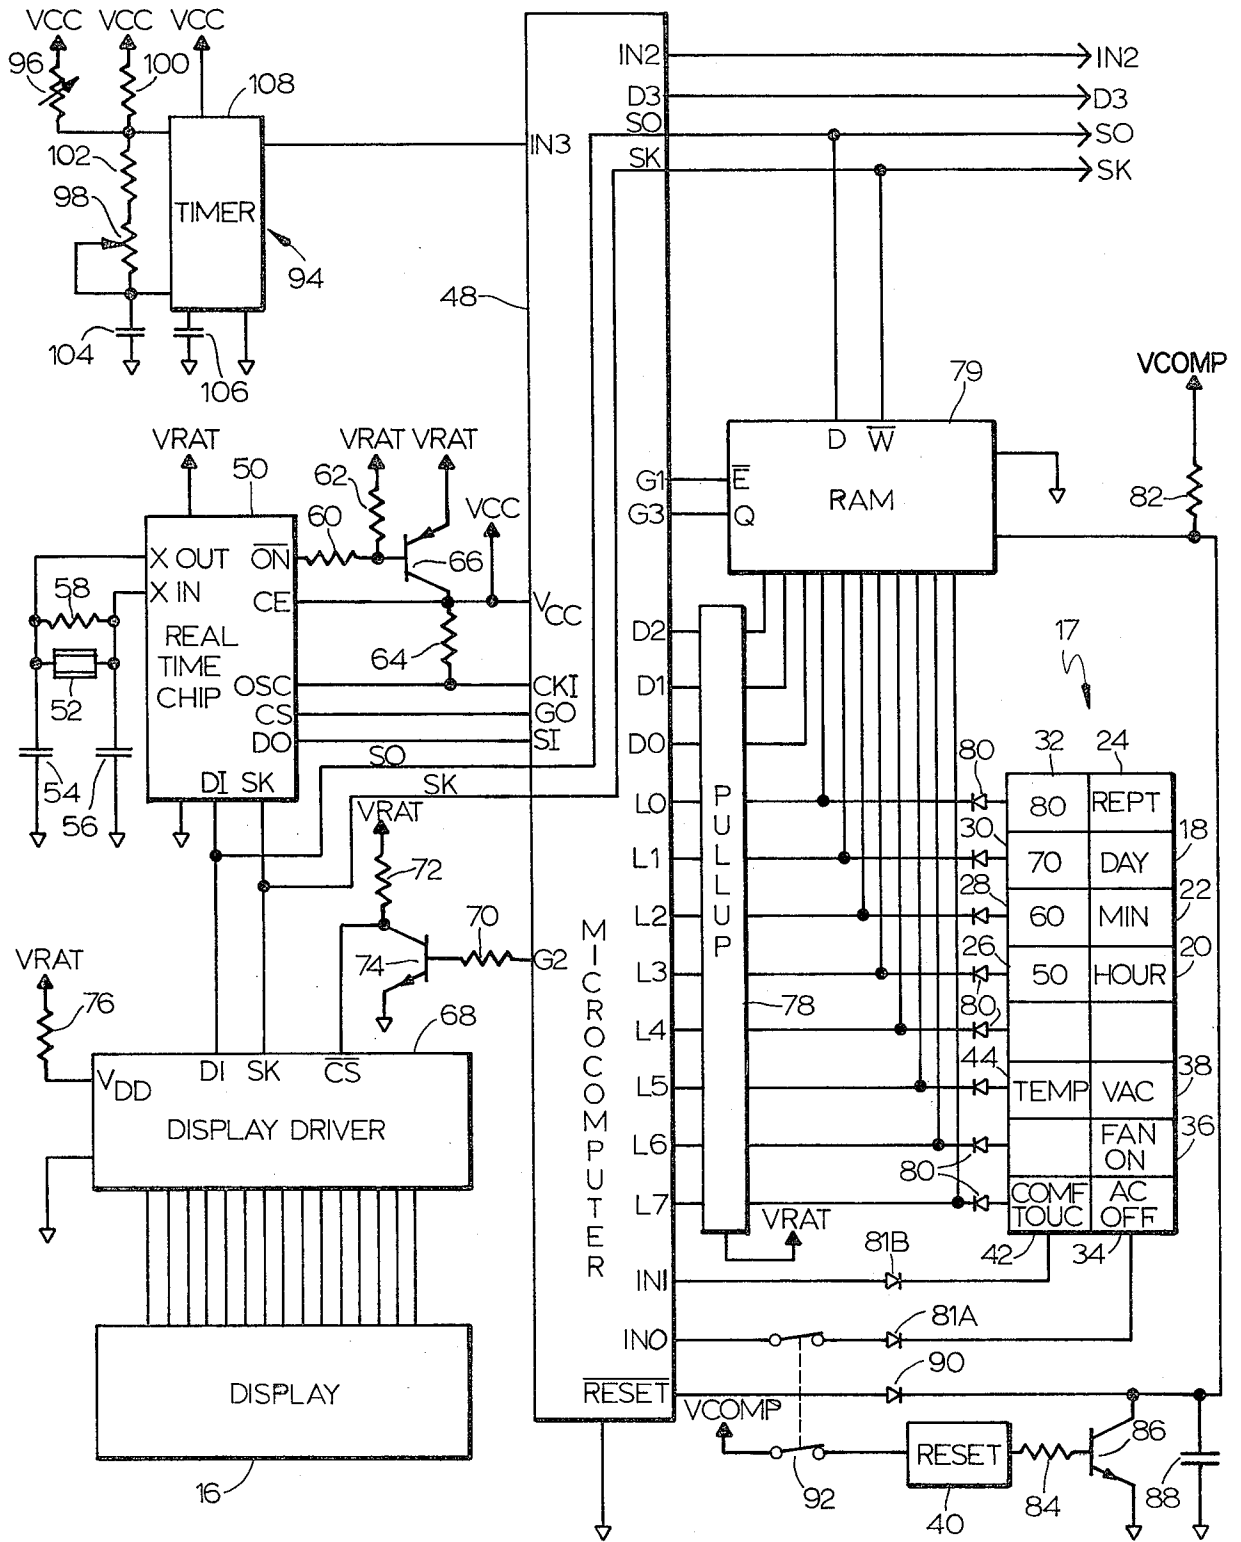 VCC VCC VCC
96 100 108
IN2 IN2
D3 D3
SO SO
SK SK
IN3
102
98
TIMER
94
48
104 106
VCOMP
79
D W
E
RAM
Q
G1
G3
82
VRAT VRAT VRAT
50 62 60 VCC
X OUT ON
66
X IN CE VCC
58
REAL
TIME
CHIP
64
52
OSC CKI
CS GO
DO SI
SO
DI SK SK
54 56
VRAT
72
70
74 G2
VRAT
76 68
VDD DI SK CS
DISPLAY DRIVER
DISPLAY
16
MICROCOMPUTER
D2
D1
D0
L0
L1
L2
L3
L4
L5
L6
L7
PULLUP
78
VRAT
17
80 32 24
80 REPT
30 18
70 DAY
28 22
60 MIN
26 20
50 HOUR
80
44 38
TEMP VAC
36
FAN
ON
80
COMF AC
TOUC OFF
42 34
81B
IN1
81A
IN0
90
RESET
VCOMP
92
RESET
40
84
86
88